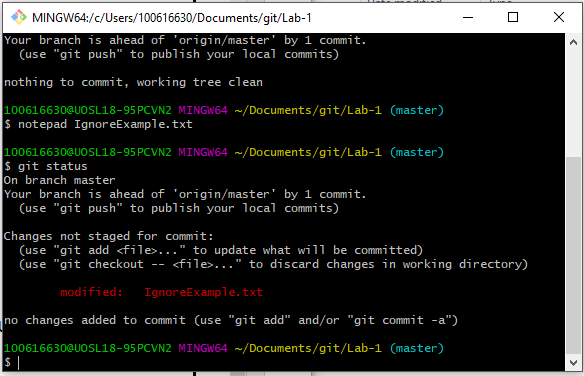 MINGW64:/c/Users/100616630/Documents/git/Lab-1
Your branch is ahead of 'origin/master' by 1 commit.
  (use "git push" to publish your local commits)
nothing to commit, working tree clean
100616630@UOSL18-95PCVN2 MINGW64 ~/Documents/git/Lab-1 (master)
$ notepad IgnoreExample.txt
100616630@UOSL18-95PCVN2 MINGW64 ~/Documents/git/Lab-1 (master)
$ git status
On branch master
Your branch is ahead of 'origin/master' by 1 commit.
  (use "git push" to publish your local commits)
Changes not staged for commit:
  (use "git add <file>..." to update what will be committed)
  (use "git checkout -- <file>..." to discard changes in working directory)
        modified:   IgnoreExample.txt
no changes added to commit (use "git add" and/or "git commit -a")
100616630@UOSL18-95PCVN2 MINGW64 ~/Documents/git/Lab-1 (master)
$